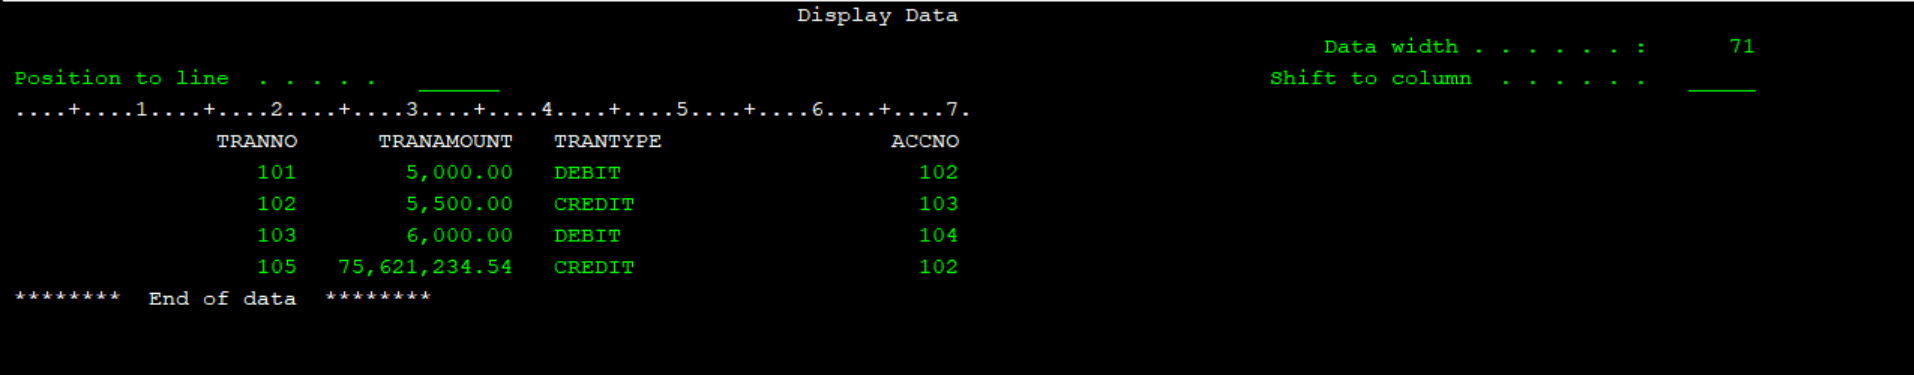 Display Data
Data width . . . . . . : 71
Position to line . . . . . Shift to column . . . . . .
....+....1....+....2....+....3....+....4....+....5....+....6....+....7.
TRANNO TRANAMOUNT TRANTYPE ACCNO
101 5,000.00 DEBIT 102
102 5,500.00 CREDIT 103
103 6,000.00 DEBIT 104
105 75,621,234.54 CREDIT 102
******** End of data ********